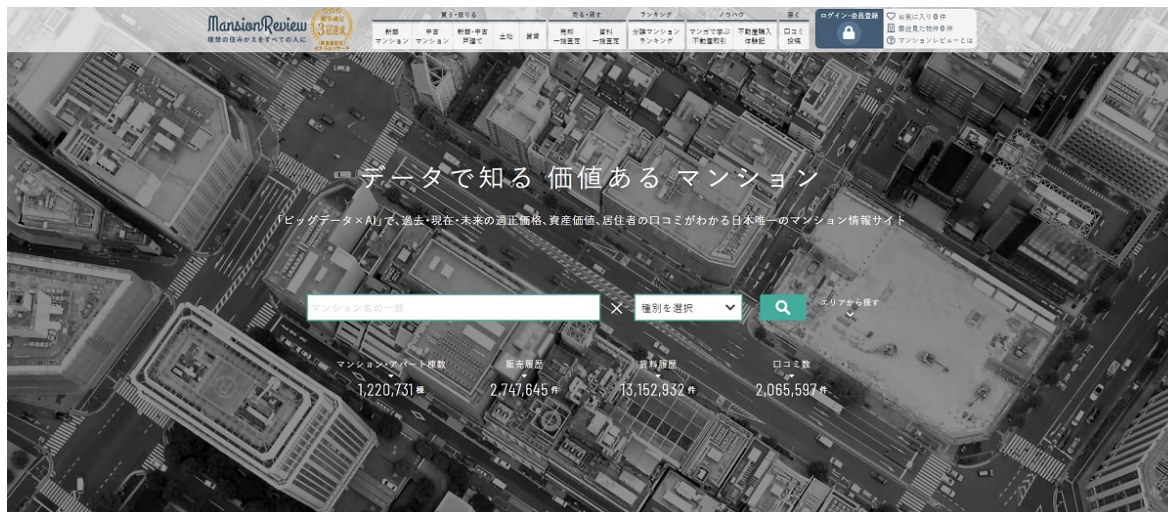 MansionReview
理想の住みかえをすべての人に
3冠達成
買う・借りる
売る・貸す
ランキング
ノウハウ
書く
新築
マンション
中古
マンション
新築・中古
戸建て
土地
賃貸
売却
一括査定
賃料
一括査定
分譲マンション
ランキング
マンガで学ぶ
不動産取引
不動産購入
体験記
口コミ
投稿
ログイン・会員登録
お気に入り0件
最近見た物件0件
マンションレビューとは
データで知る 価値ある マンション
「ビッグデータ×AI」で、過去・現在・未来の適正価格、資産価値、居住者の口コミがわかる日本唯一のマンション情報サイト
マンション名の一部
×
種別を選択
エリアから探す
マンション・アパート棟数
1,220,731棟
販売履歴
2,747,645件
賃料履歴
13,152,932件
口コミ数
2,065,597件